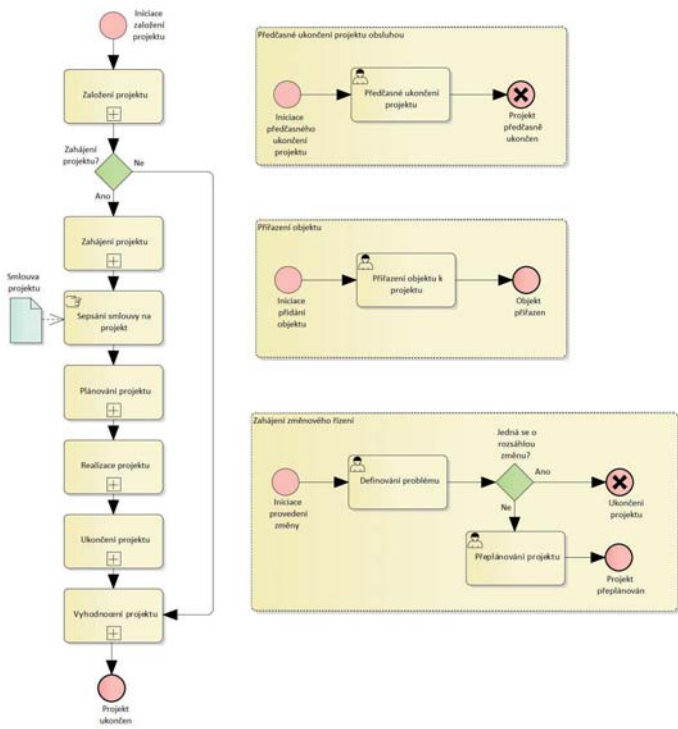 Iniciace
založení
projektu
Založení projektu
Zahájení
projektu?
Ne
Ano
Zahájení projektu
Smlouva
projektu
Sepsání smlouvy na
projekt
Plánování projektu
Realizace projektu
Ukončení projektu
Vyhodnocení projektu
Projekt
ukončen
Předčasné ukončení projektu obsluhou
Iniciace
předčasného
ukončení
projektu
Předčasné ukončení
projektu
Projekt
předčasně
ukončen
Přiřazení objektu
Iniciace
přidání
objektu
Přiřazení objektu k
projektu
Objekt
přiřazen
Zahájení změnového řízení
Iniciace
provedení
změny
Definování problému
Jedná se o
rozsáhlou
změnu?
Ano
Ne
Ukončení
projektu
Přeplánování projektu
Projekt
přeplánován